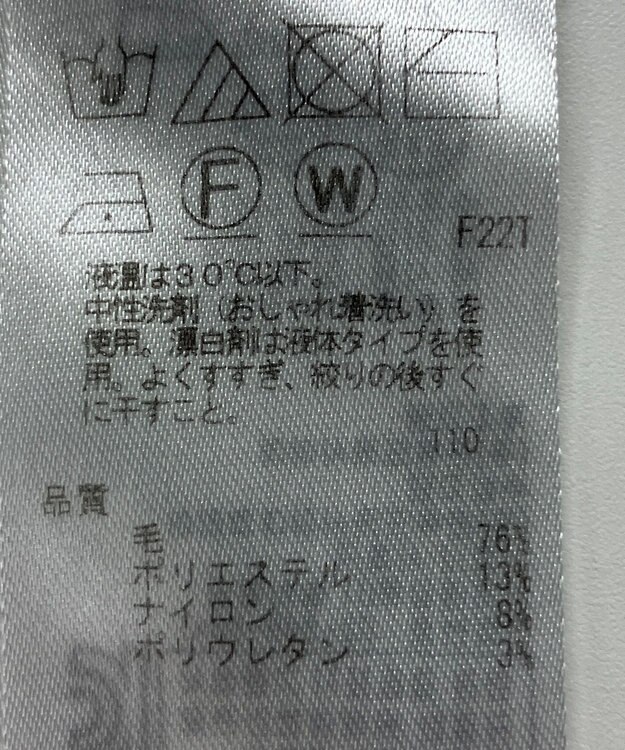 F W
F22T
液温は30℃以下。
中性洗剤(おしゃれ着洗い)を
使用。漂白剤はお液体タイプを使
用。よくすすぎ、絞りの後すぐ
に干すこと。
110
品質
毛 76%
ポリエステル 13%
ナイロン 8%
ポリウレタン 3%